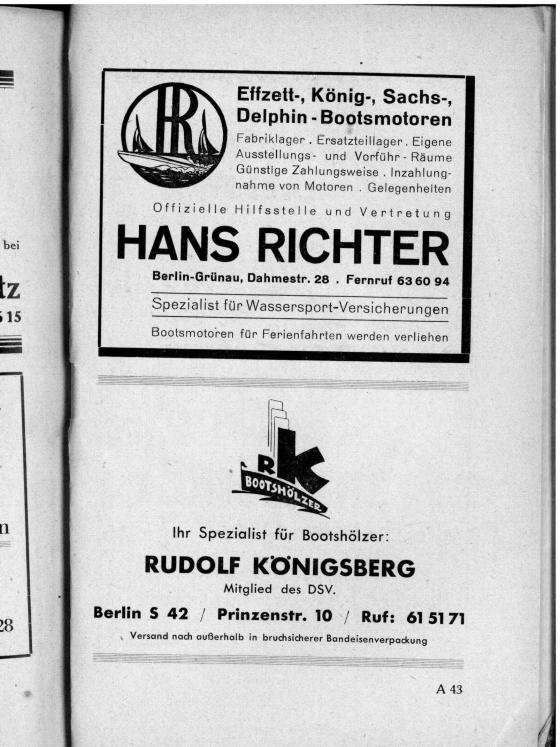 bei
tz
5 15
n
28
HR
Effzett-, König-, Sachs-,
Delphin - Bootsmotoren
Fabriklager . Ersatzteillager . Eigene
Ausstellungs- und Vorführ - Räume
Günstige Zahlungsweise . Inzahlung-
nahme von Motoren . Gelegenheiten
Offizielle Hilfsstelle und Vertretung
HANS RICHTER
Berlin-Grünau, Dahmestr. 28 . Fernruf 63 60 94
Spezialist für Wassersport-Versicherungen
Bootsmotoren für Ferienfahrten werden verliehen
RK
BOOTSHÖLZER
Ihr Spezialist für Bootshölzer:
RUDOLF KÖNIGSBERG
Mitglied des DSV.
Berlin S 42 / Prinzenstr. 10 / Ruf: 61 51 71
Versand nach außerhalb in bruchsicherer Bandeisenverpackung
A 43